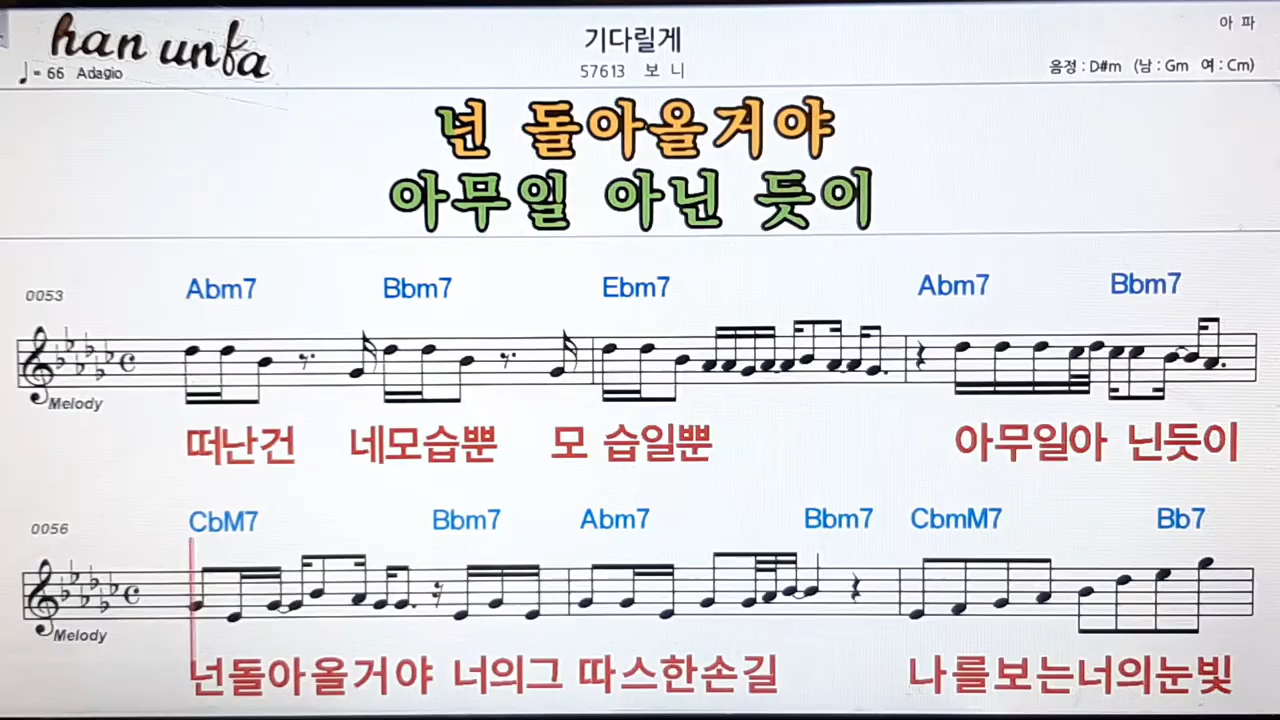 han unfa
아 파
기다릴게
♩= 66 Adagio
57613 보 니
음정 : D#m (남 : Gm 여 : Cm)
넌 돌아올거야
아무일 아닌 듯이
0053
Abm7 Bbm7 Ebm7 Abm7 Bbm7
Melody
떠난건 네모습뿐 모 습일뿐 아무일아 닌듯이
0056
CbM7 Bbm7 Abm7 Bbm7 CbmM7 Bb7
Melody
넌돌아올거야 너의그 따스한손길 나를보는너의눈빛